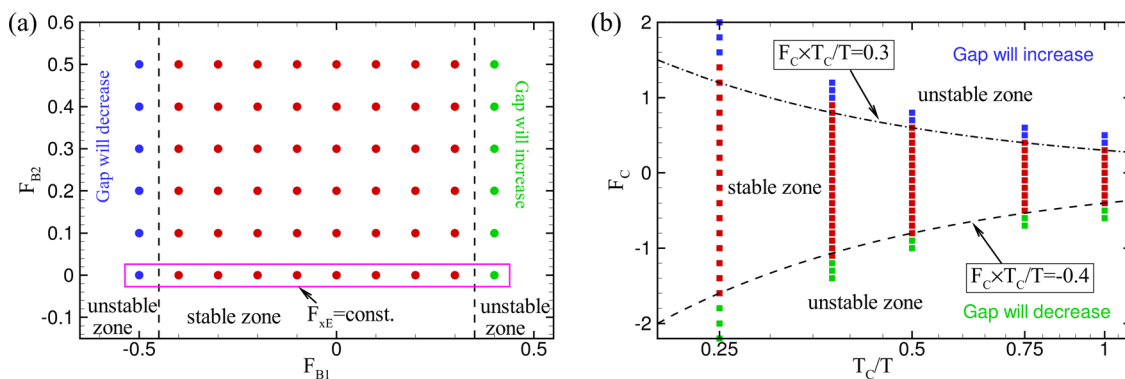 (a)
0.6
0.5
0.4
0.3
0.2
0.1
0
-0.1
F_B2
Gap will decrease
Gap will increase
unstable
zone
stable zone
F_xE=const.
unstable
zone
-0.5
0
0.5
F_B1
(b)
2
1
0
-1
-2
F_C
F_C×T_C/T=0.3
Gap will increase
unstable zone
stable zone
F_C×T_C/T=-0.4
unstable zone
Gap will decrease
0.25
0.5
0.75
1
T_C/T